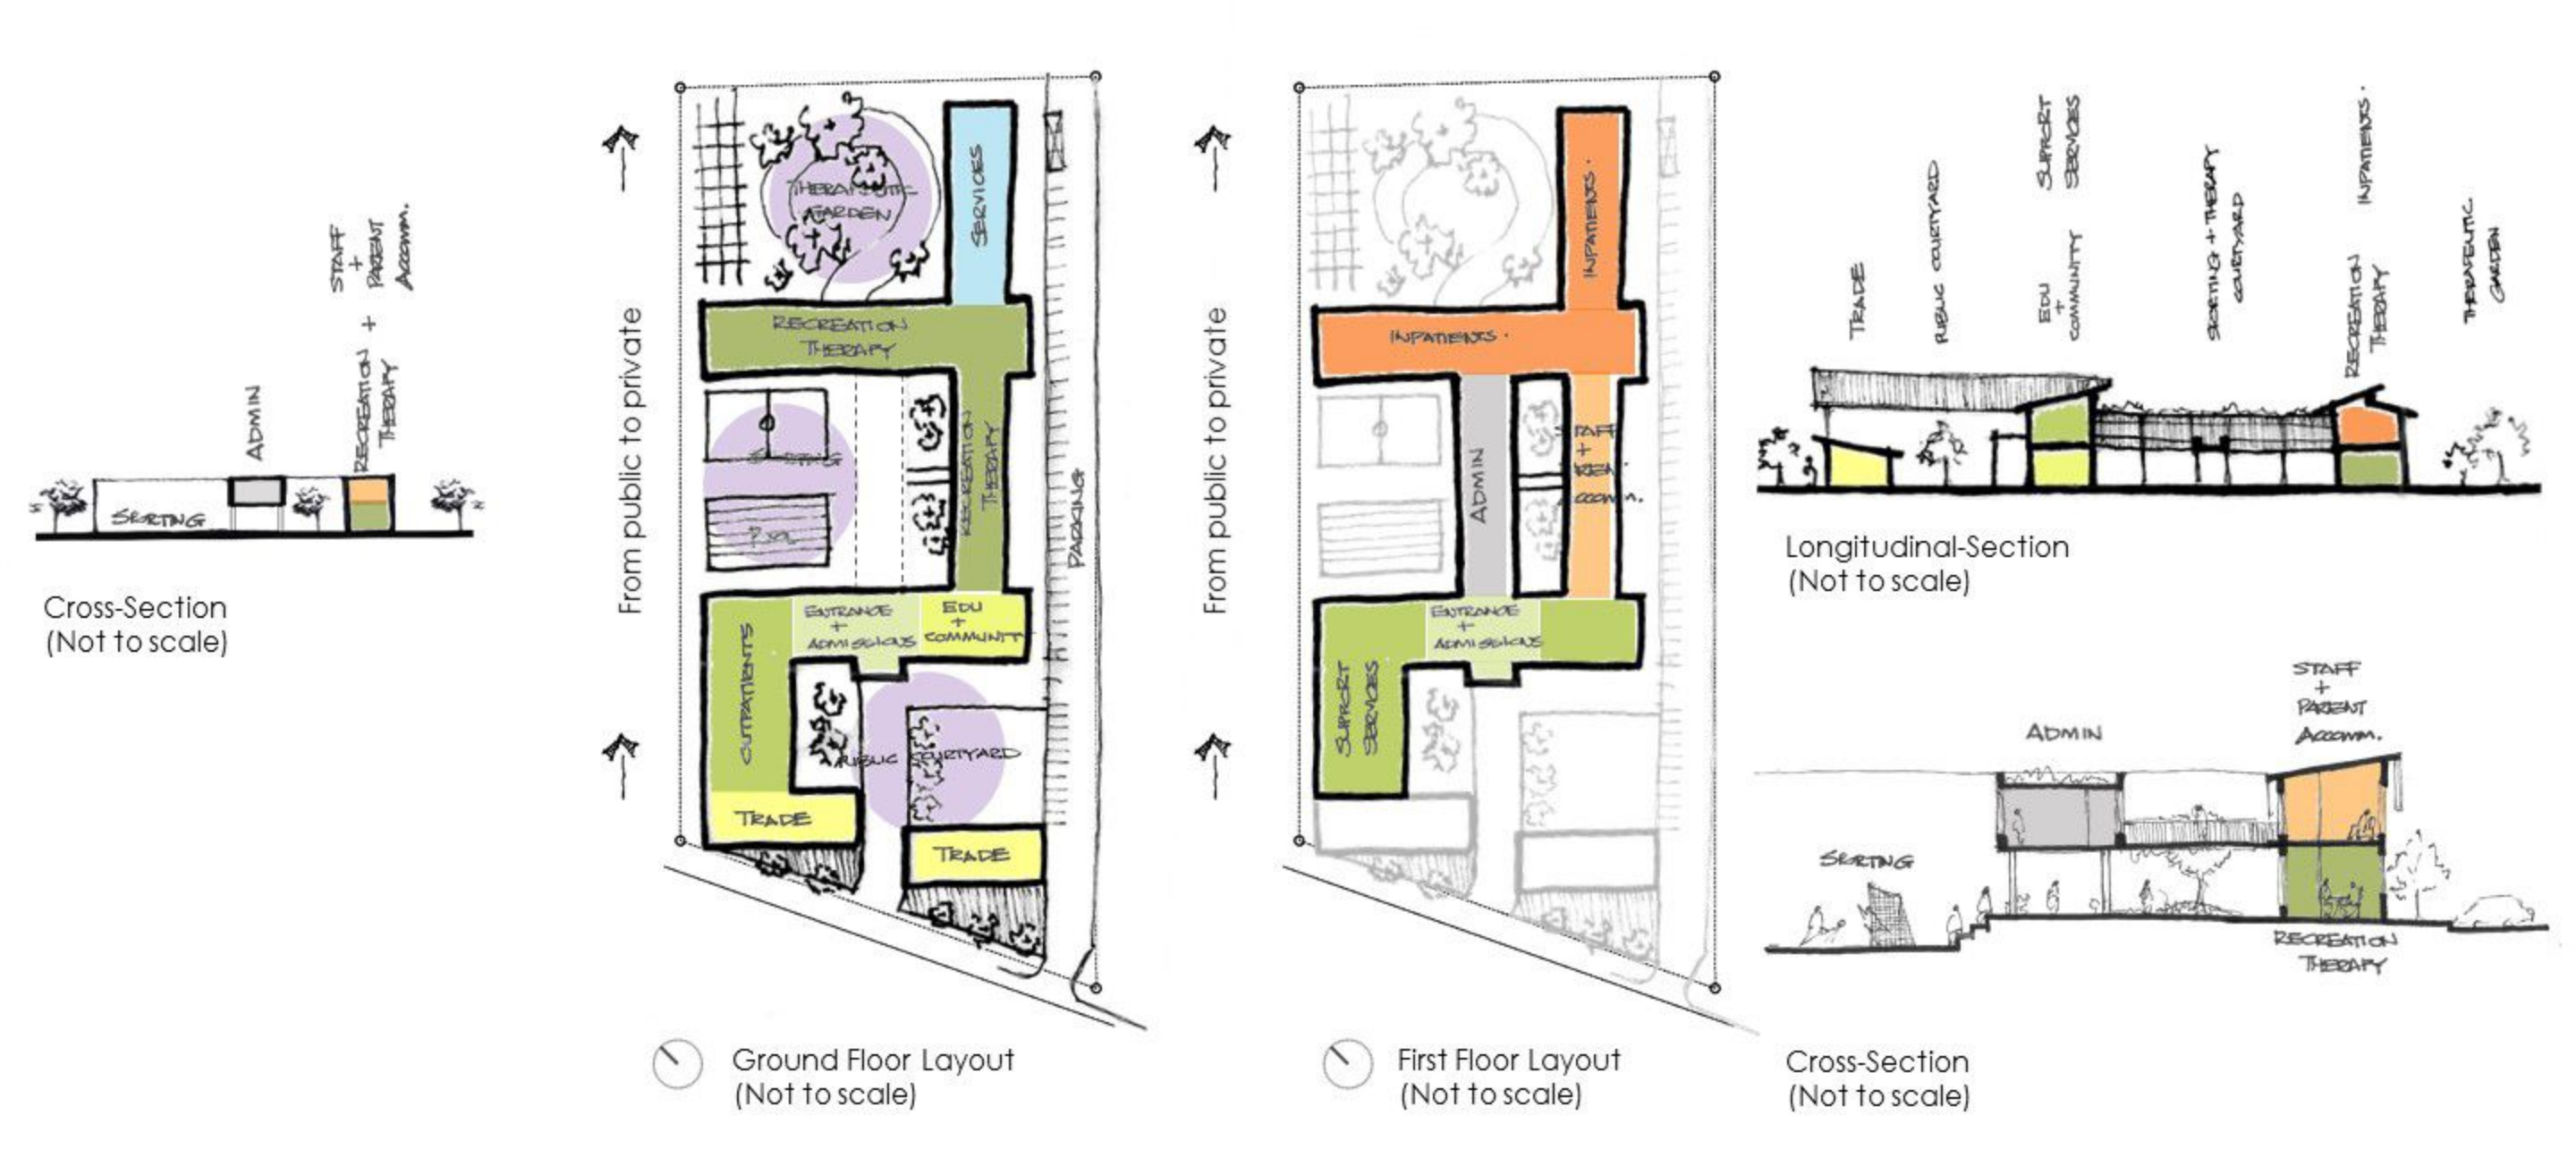 ADMIN
RECREATION + STAFF
THERAPY + PARENT
ACCOMM.
SPORTING
Cross-Section
(Not to scale)
From public to private
THERAPEUTIC
GARDEN
SERVICES
RECREATION
THERAPY
SPORTING
POOL
RECREATION
THERAPY
PARKING
OUTPATIENTS
ENTRANCE
+
ADMISSIONS
EDU
+
COMMUNITY
PUBLIC COURTYARD
TRADE
TRADE
Ground Floor Layout
(Not to scale)
From public to private
INPATIENTS.
INPATIENTS.
ADMIN
ENTRANCE
+
ADMISSIONS
SUPPORT
SERVICES
First Floor Layout
(Not to scale)
TRADE
PUBLIC COURTYARD
EDU
+
COMMUNITY
SUPPORT
SERVICES
SPORTING + THERAPY
COURTYARD
RECREATION
THERAPY
INPATIENTS.
THERAPEUTIC
GARDEN
Longitudinal-Section
(Not to scale)
ADMIN
STAFF
+
PARENT
ACCOMM.
SPORTING
RECREATION
THERAPY
Cross-Section
(Not to scale)